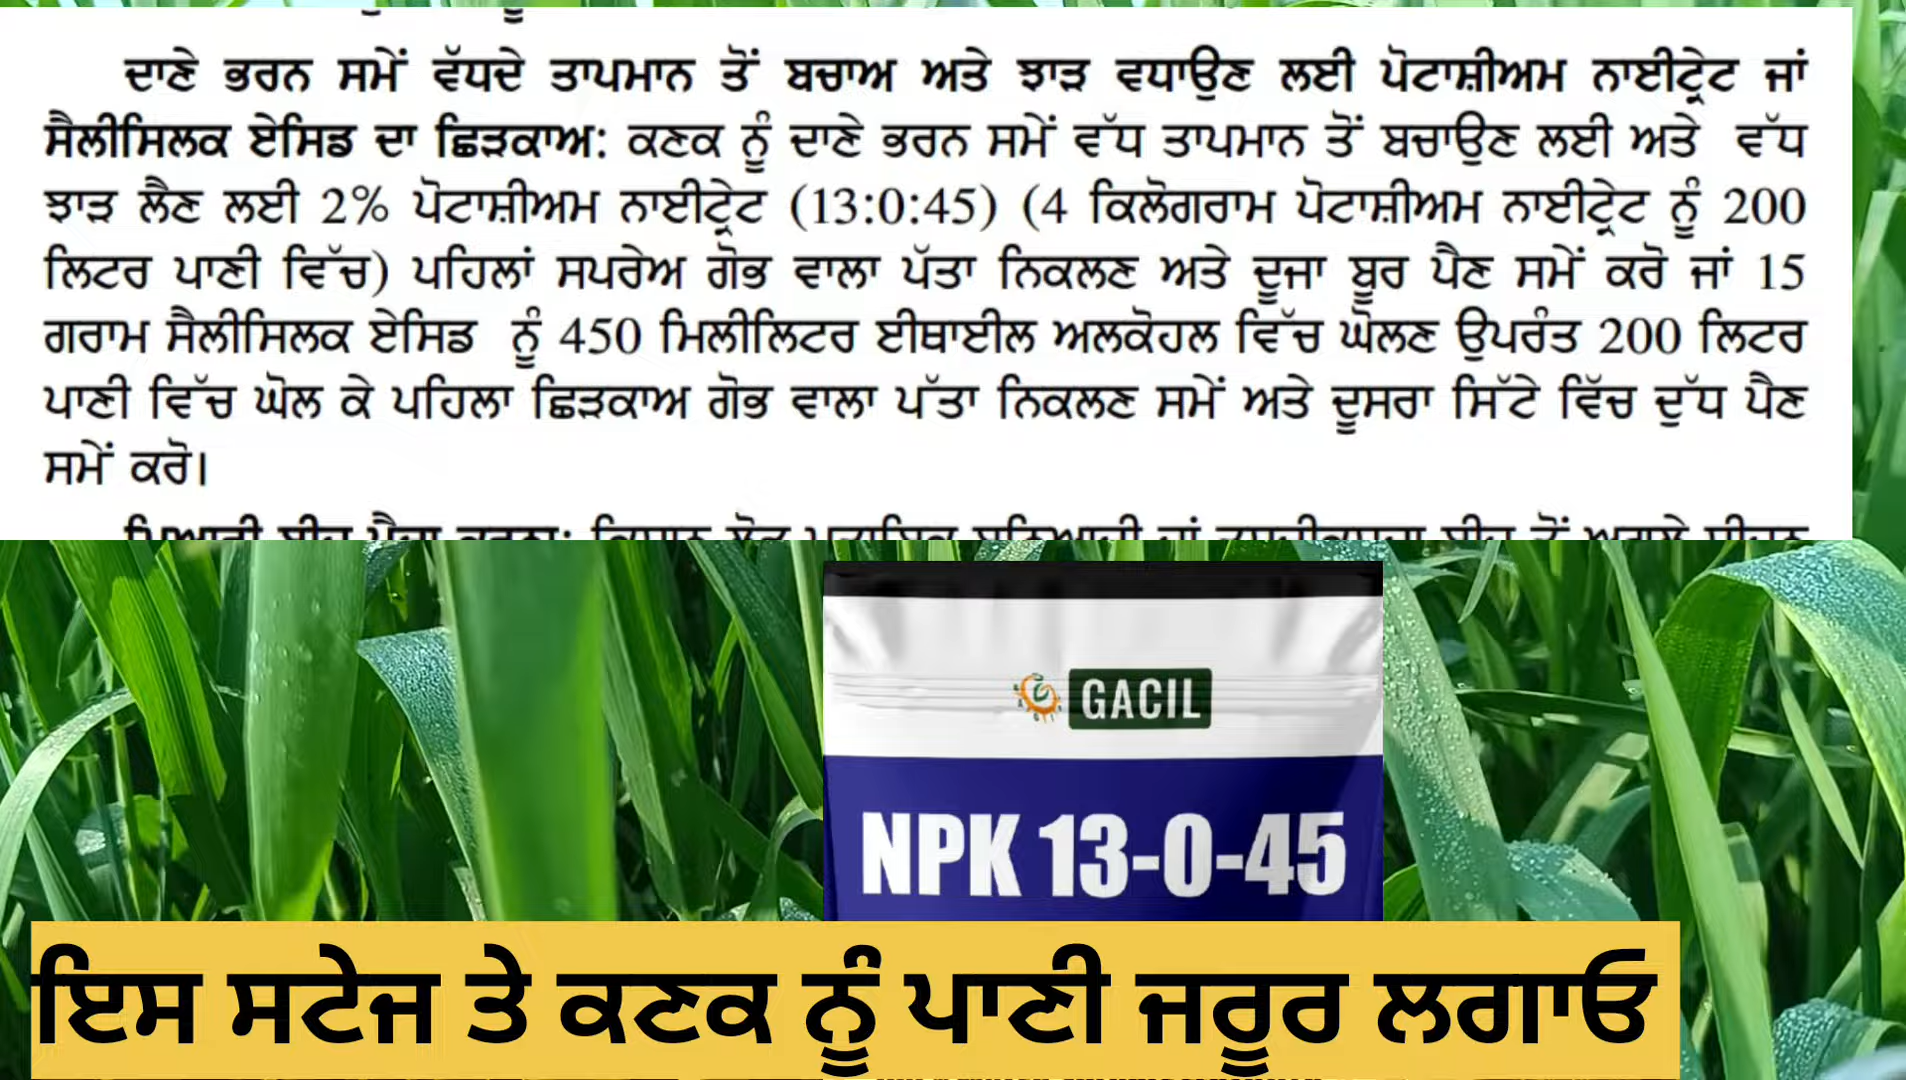 ਦਾਣੇ ਭਰਨ ਸਮੇਂ ਵੱਧਦੇ ਤਾਪਮਾਨ ਤੋਂ ਬਚਾਅ ਅਤੇ ਝਾੜ ਵਧਾਉਣ ਲਈ ਪੋਟਾਸ਼ੀਅਮ ਨਾਈਟ੍ਰੇਟ ਜਾਂ
ਸੈਲੀਸਿਲਕ ਏਸਿਡ ਦਾ ਛਿੜਕਾਅ: ਕਣਕ ਨੂੰ ਦਾਣੇ ਭਰਨ ਸਮੇਂ ਵੱਧ ਤਾਪਮਾਨ ਤੋਂ ਬਚਾਉਣ ਲਈ ਅਤੇ ਵੱਧ
ਝਾੜ ਲੈਣ ਲਈ 2% ਪੋਟਾਸ਼ੀਅਮ ਨਾਈਟ੍ਰੇਟ (13:0:45) (4 ਕਿਲੋਗਰਾਮ ਪੋਟਾਸ਼ੀਅਮ ਨਾਈਟ੍ਰੇਟ ਨੂੰ 200
ਲਿਟਰ ਪਾਣੀ ਵਿੱਚ) ਪਹਿਲਾਂ ਸਪਰੇਅ ਗੋਭ ਵਾਲਾ ਪੱਤਾ ਨਿਕਲਣ ਅਤੇ ਦੂਜਾ ਬੂਰ ਪੈਣ ਸਮੇਂ ਕਰੋ ਜਾਂ 15
ਗਰਾਮ ਸੈਲੀਸਿਲਕ ਏਸਿਡ ਨੂੰ 450 ਮਿਲੀਲਿਟਰ ਈਥਾਈਲ ਅਲਕੋਹਲ ਵਿੱਚ ਘੋਲਣ ਉਪਰੰਤ 200 ਲਿਟਰ
ਪਾਣੀ ਵਿੱਚ ਘੋਲ ਕੇ ਪਹਿਲਾ ਛਿੜਕਾਅ ਗੋਭ ਵਾਲਾ ਪੱਤਾ ਨਿਕਲਣ ਸਮੇਂ ਅਤੇ ਦੂਸਰਾ ਸਿੱਟੇ ਵਿੱਚ ਦੁੱਧ ਪੈਣ
ਸਮੇਂ ਕਰੋ।
GACIL
NPK 13-0-45
ਇਸ ਸਟੇਜ ਤੇ ਕਣਕ ਨੂੰ ਪਾਣੀ ਜਰੂਰ ਲਗਾਓ